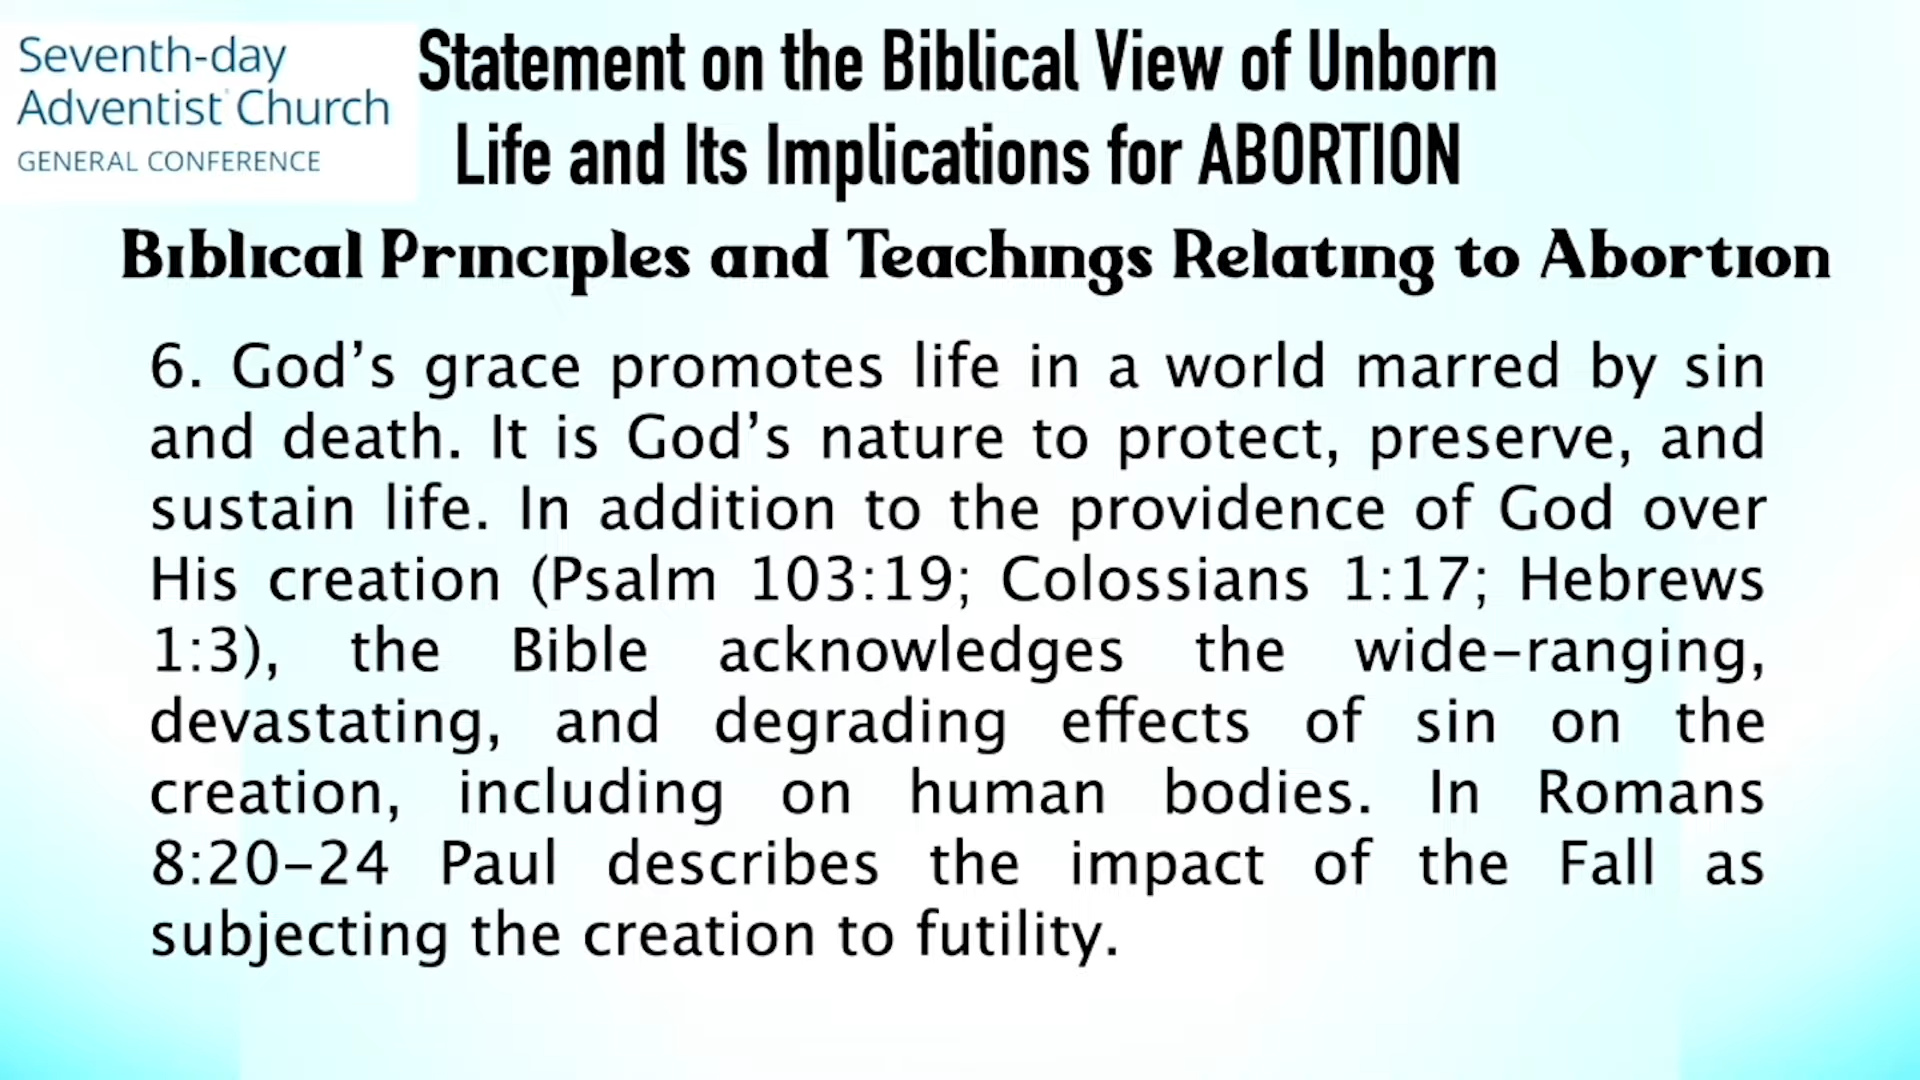 Seventh-day
Adventist Church
GENERAL CONFERENCE
Statement on the Biblical View of Unborn
Life and Its Implications for ABORTION
Biblical Principles and Teachings Relating to Abortion
6. God’s grace promotes life in a world marred by sin
and death. It is God’s nature to protect, preserve, and
sustain life. In addition to the providence of God over
His creation (Psalm 103:19; Colossians 1:17; Hebrews
1:3), the Bible acknowledges the wide-ranging,
devastating, and degrading effects of sin on the
creation, including on human bodies. In Romans
8:20-24 Paul describes the impact of the Fall as
subjecting the creation to futility.